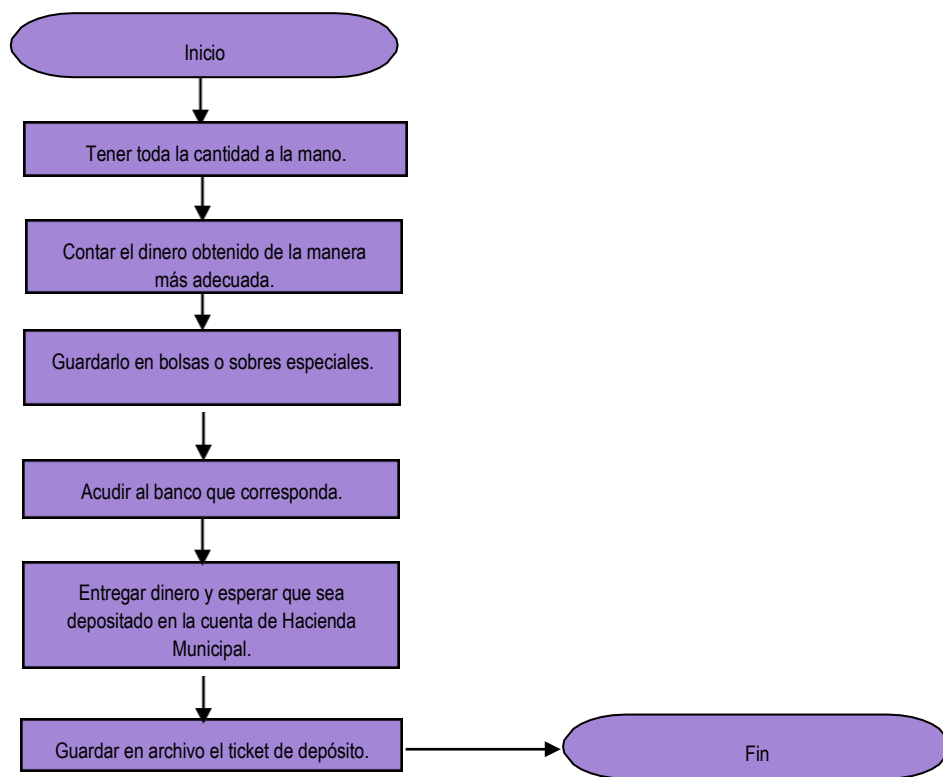 Inicio
Tener toda la cantidad a la mano.
Contar el dinero obtenido de la manera
más adecuada.
Guardarlo en bolsas o sobres especiales.
Acudir al banco que corresponda.
Entregar dinero y esperar que sea
depositado en la cuenta de Hacienda
Municipal.
Guardar en archivo el ticket de depósito.
Fin